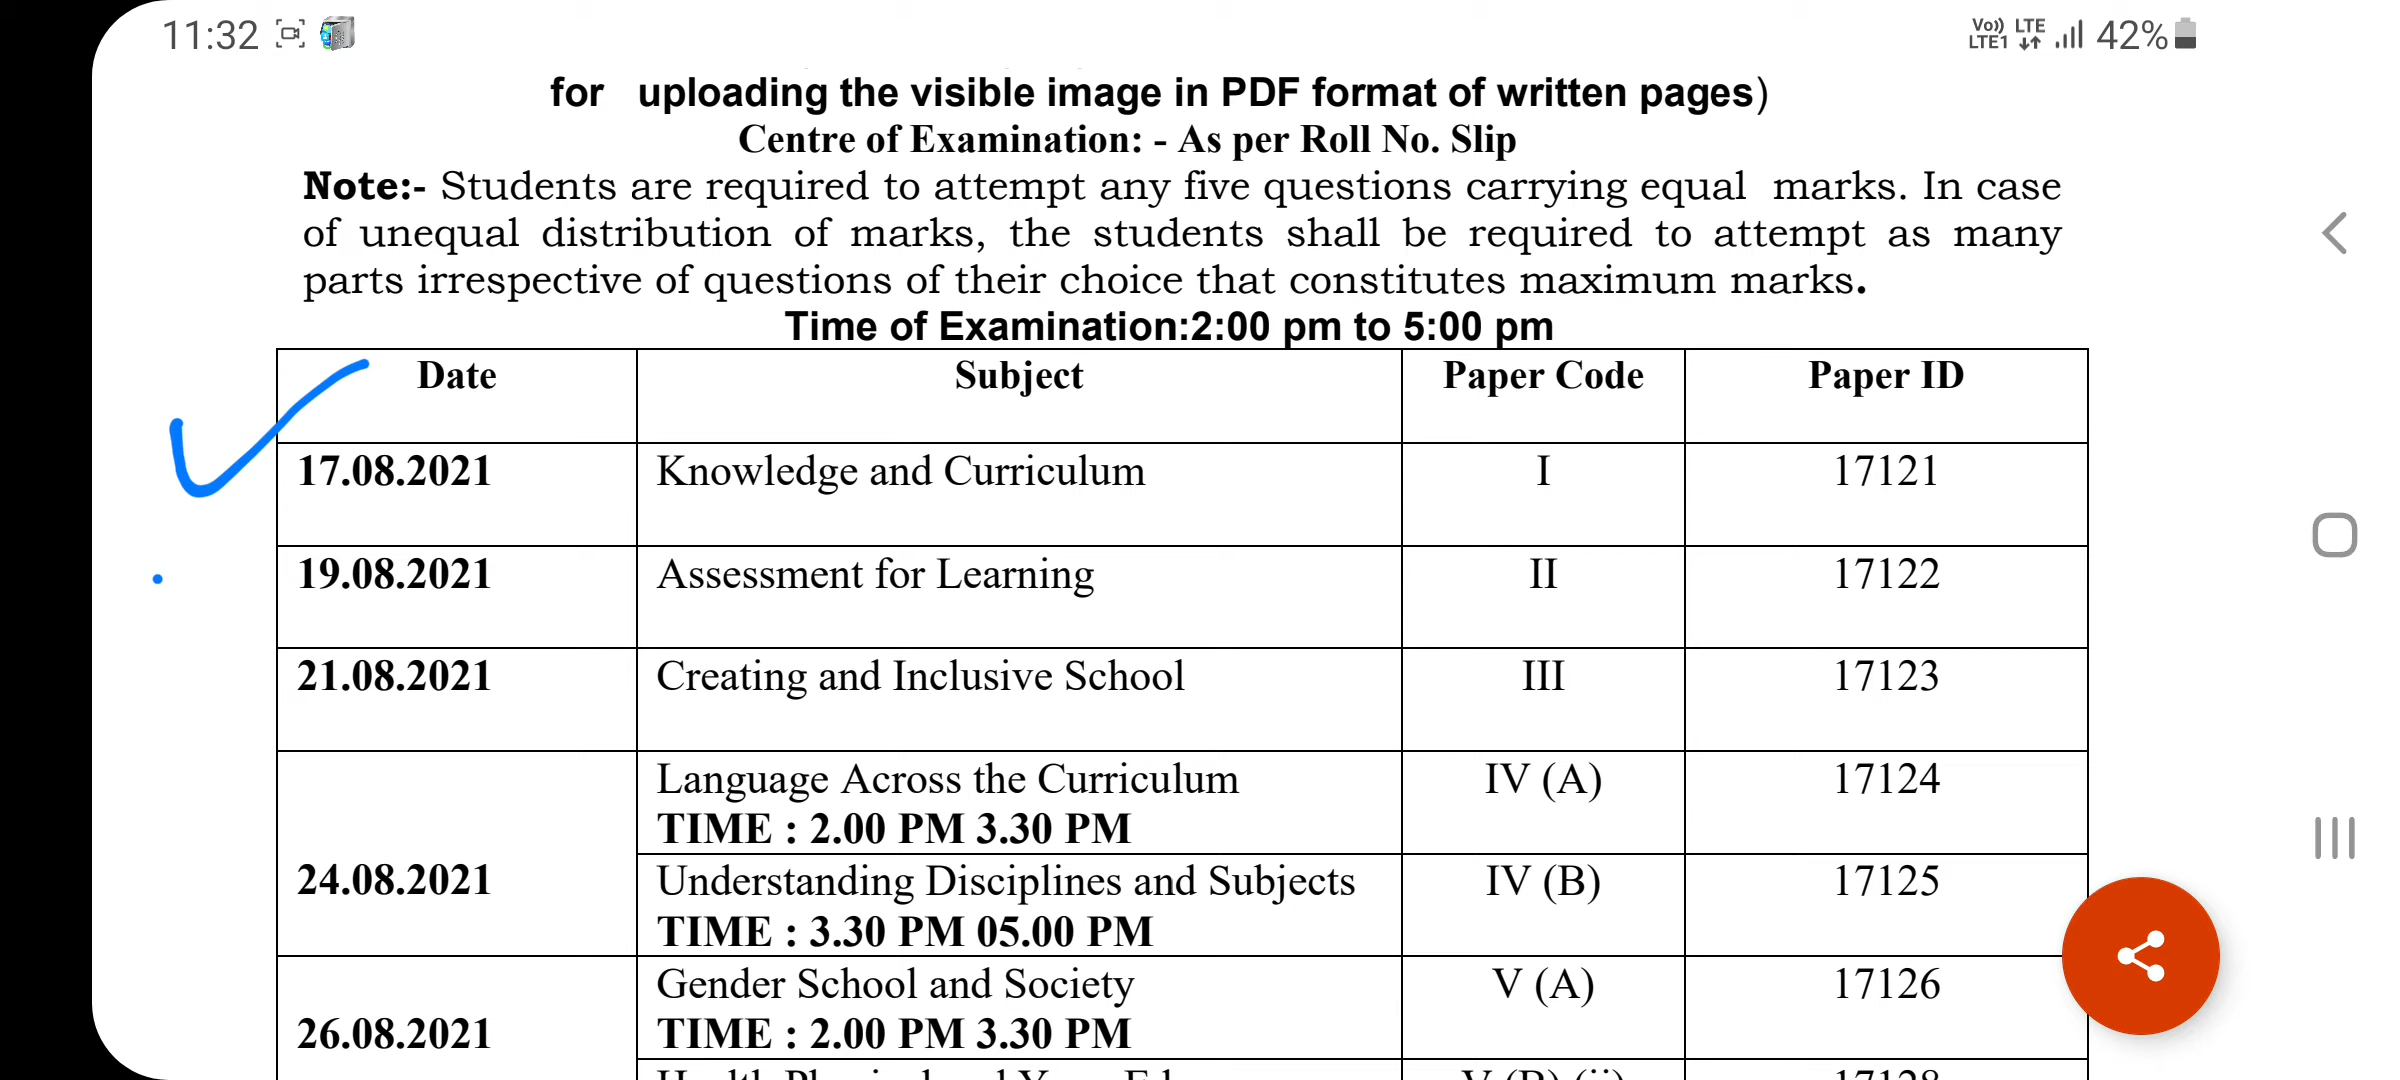 11:32
Vo)) LTE1 LTE 42%
for uploading the visible image in PDF format of written pages)
Centre of Examination: - As per Roll No. Slip
Note:- Students are required to attempt any five questions carrying equal marks. In case
of unequal distribution of marks, the students shall be required to attempt as many
parts irrespective of questions of their choice that constitutes maximum marks.
Time of Examination:2:00 pm to 5:00 pm
Date Subject Paper Code Paper ID
17.08.2021 Knowledge and Curriculum I 17121
19.08.2021 Assessment for Learning II 17122
21.08.2021 Creating and Inclusive School III 17123
Language Across the Curriculum IV (A) 17124
TIME : 2.00 PM 3.30 PM
24.08.2021 Understanding Disciplines and Subjects IV (B) 17125
TIME : 3.30 PM 05.00 PM
Gender School and Society V (A) 17126
26.08.2021 TIME : 2.00 PM 3.30 PM